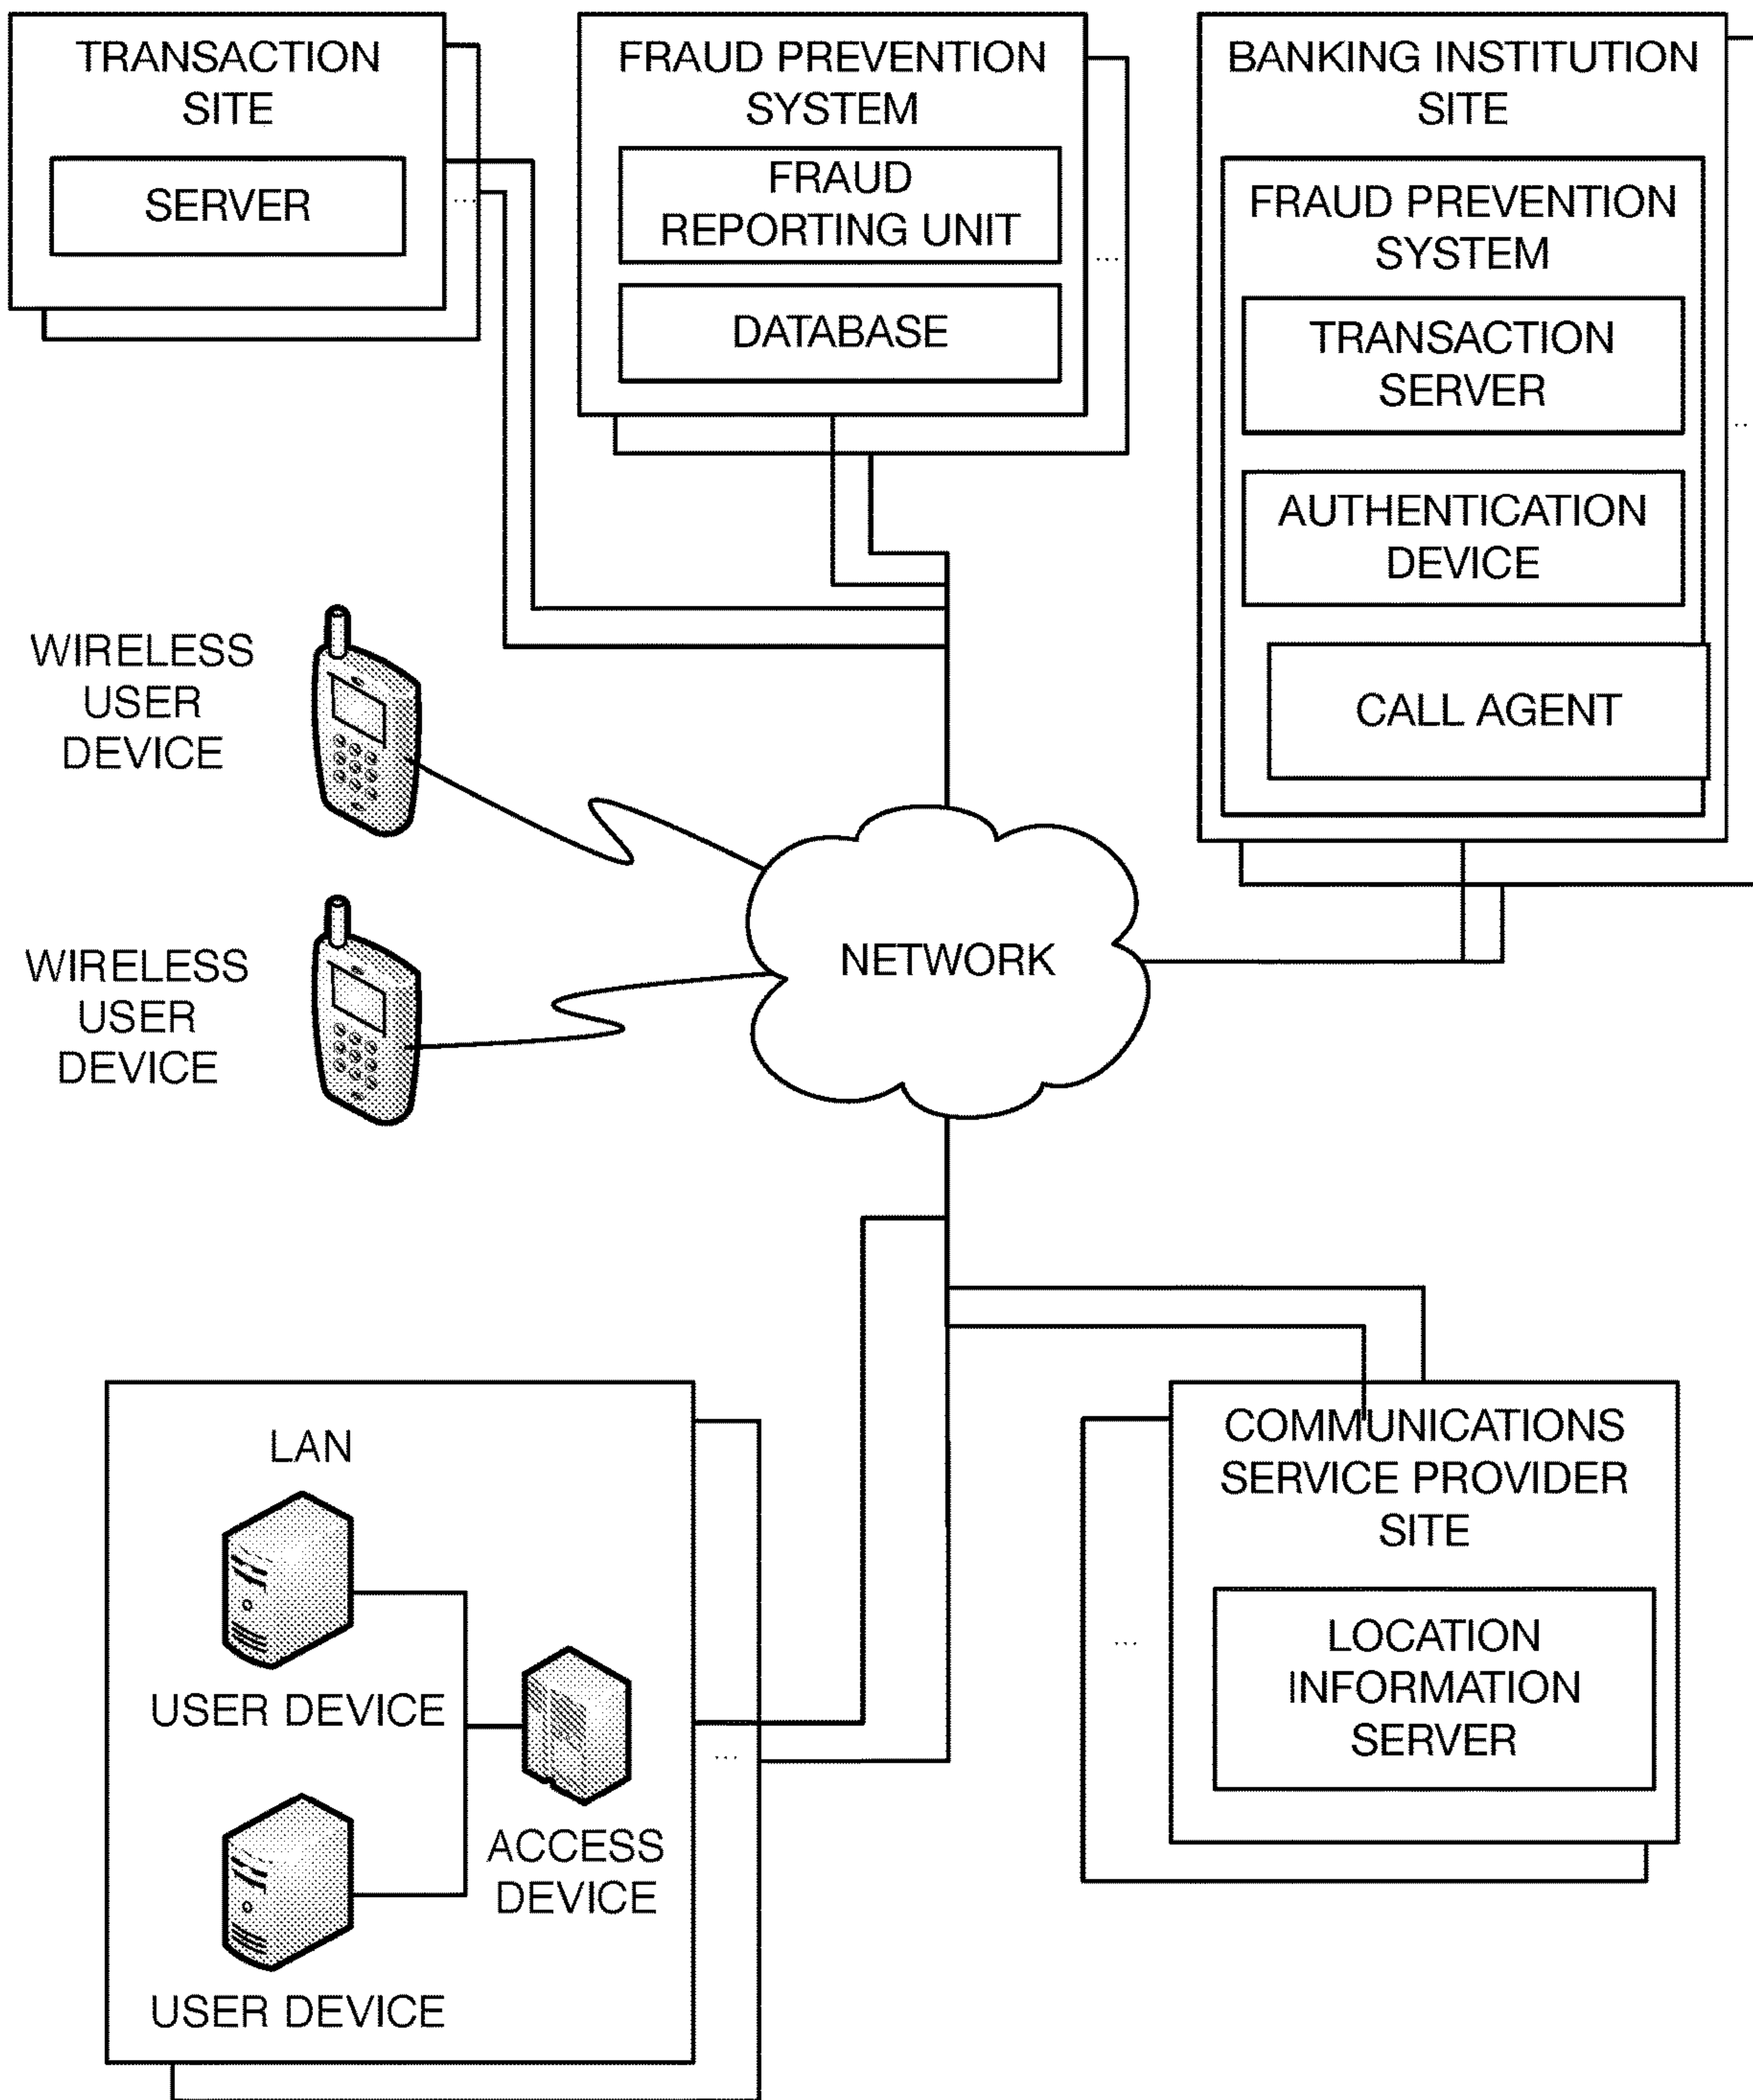 TRANSACTION
SITE
SERVER
...
FRAUD PREVENTION
SYSTEM
FRAUD
REPORTING UNIT
DATABASE
...
BANKING INSTITUTION
SITE
FRAUD PREVENTION
SYSTEM
TRANSACTION
SERVER
AUTHENTICATION
DEVICE
CALL AGENT
...
WIRELESS
USER
DEVICE
WIRELESS
USER
DEVICE
NETWORK
LAN
USER DEVICE
USER DEVICE
ACCESS
DEVICE
...
COMMUNICATIONS
SERVICE PROVIDER
SITE
LOCATION
INFORMATION
SERVER
...